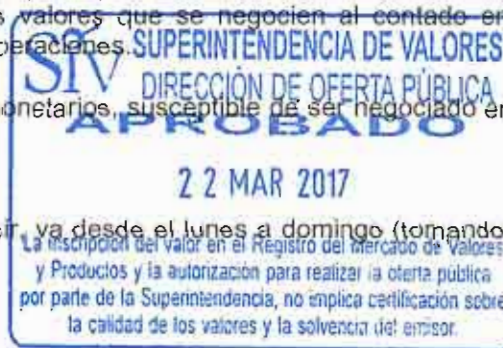 valores que se negocien al contado en
operaciones.
SIV SUPERINTENDENCIA DE VALORES
DIRECCIÓN DE OFERTA PÚBLICA
monetarios, susceptible de ser negociado en
APROBADO
22 MAR 2017
va desde el lunes a domingo (tomando
La inscripción del valor en el Registro del Mercado de Valores
y Productos y la autorización para realizar la oferta pública
por parte de la Superintendencia, no implica certificación sobre
la calidad de los valores y la solvencia del emisor.